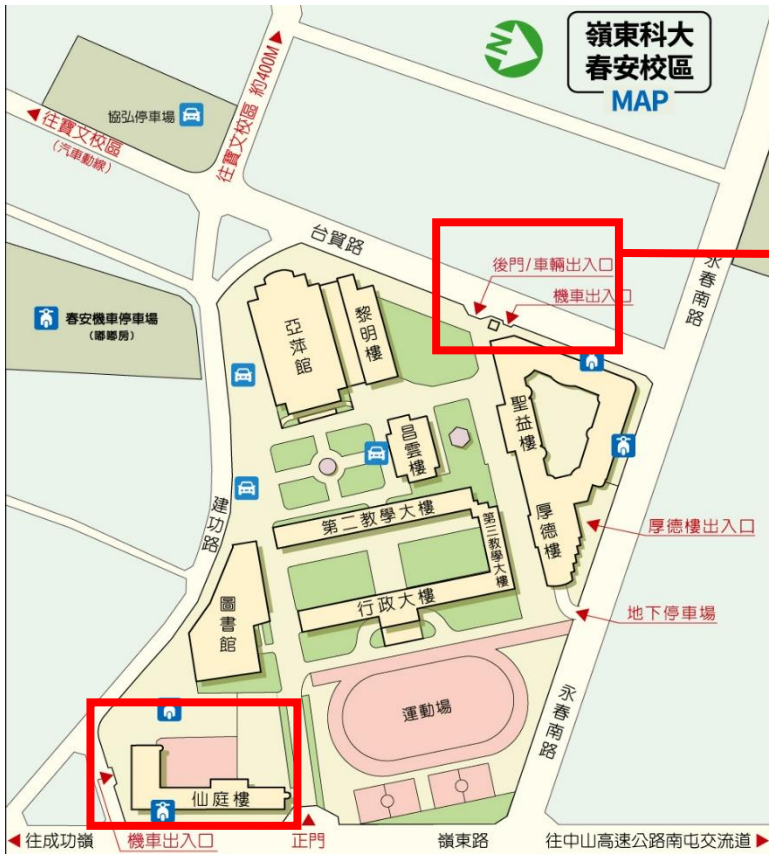 嶺東科大
春安校區
MAP
N
協弘停車場
往寶文校區 約400M
往寶文校區
(汽車動線)
台貿路
後門/車輛出入口
機車出入口
永春南路
春安機車停車場
(嘟嘟房)
亞萍館
黎明樓
聖益樓
昌雲樓
建功路
第二教學大樓
第三教學大樓
厚德樓
厚德樓出入口
行政大樓
圖書館
地下停車場
運動場
永春南路
仙庭樓
往成功嶺
機車出入口
正門
嶺東路
往中山高速公路南屯交流道